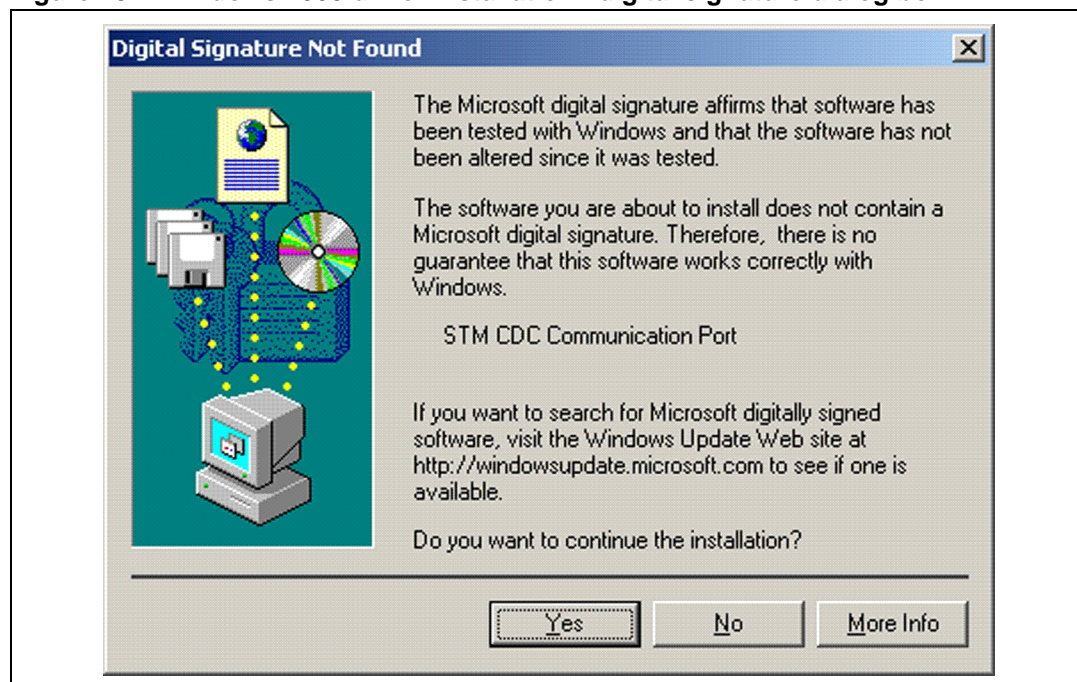 Digital Signature Not Found
The Microsoft digital signature affirms that software has
been tested with Windows and that the software has not
been altered since it was tested.
The software you are about to install does not contain a
Microsoft digital signature. Therefore, there is no
guarantee that this software works correctly with
Windows.
STM CDC Communication Port
If you want to search for Microsoft digitally signed
software, visit the Windows Update Web site at
http://windowsupdate.microsoft.com to see if one is
available.
Do you want to continue the installation?
Yes
No
More Info